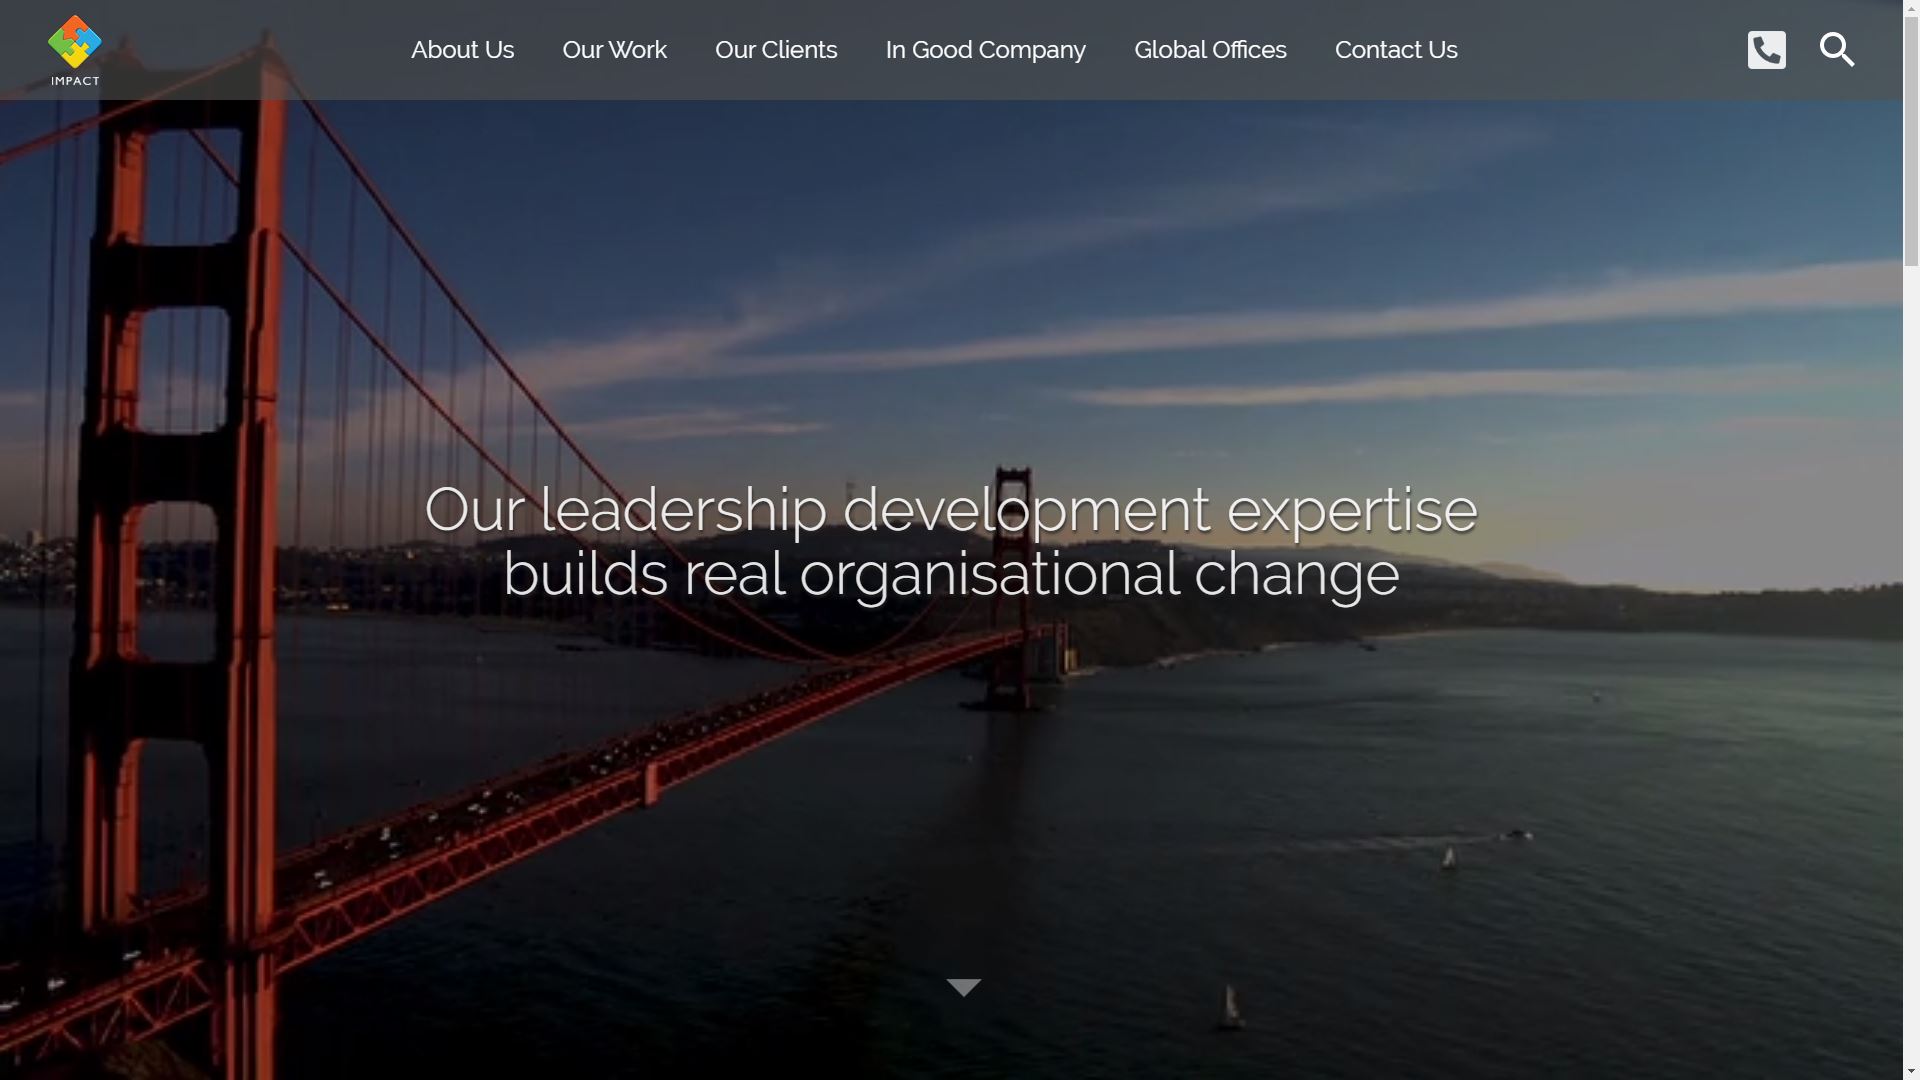 IMPACT
About Us
Our Work
Our Clients
In Good Company
Global Offices
Contact Us
Our leadership development expertise
builds real organisational change